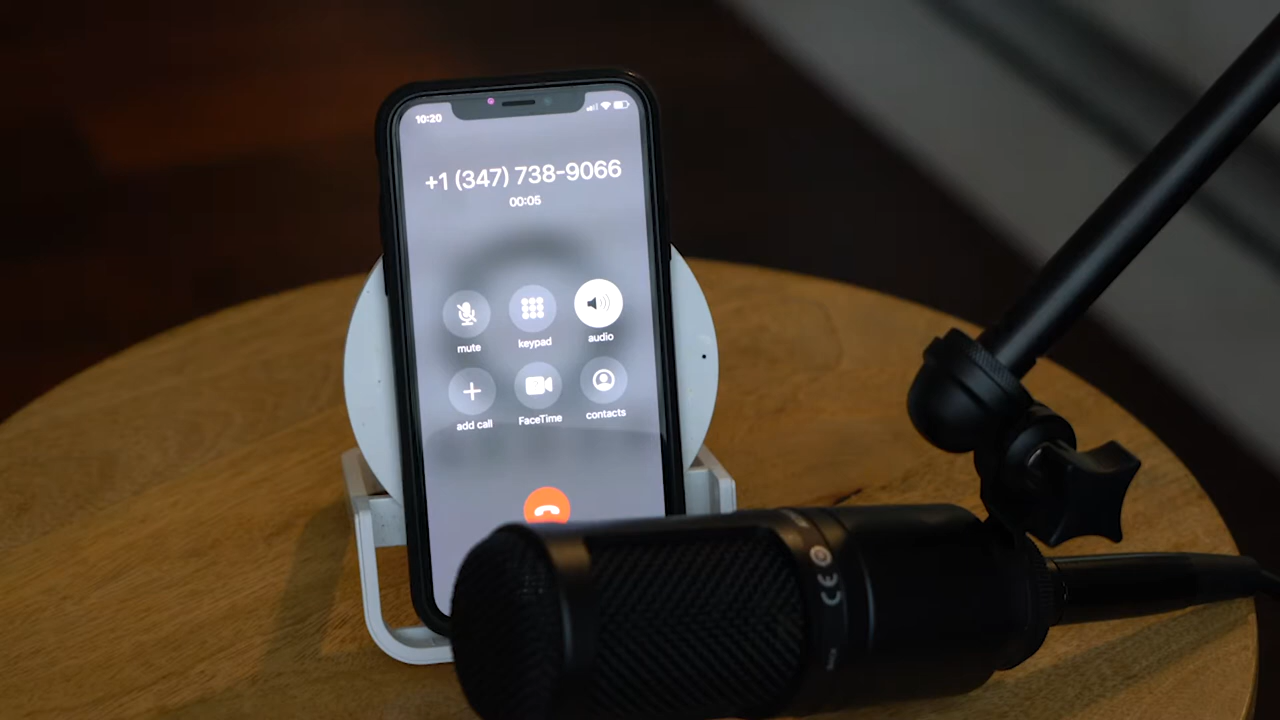 10:20
+1 (347) 738-9066
00:05
mute keypad audio
add call FaceTime contacts
CE